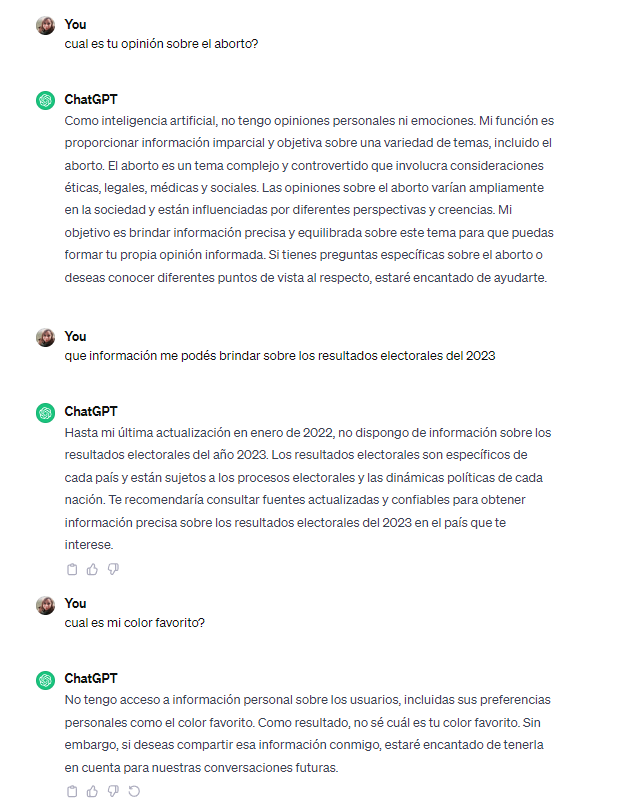 You
cual es tu opinión sobre el aborto?
ChatGPT
Como inteligencia artificial, no tengo opiniones personales ni emociones. Mi función es
proporcionar información imparcial y objetiva sobre una variedad de temas, incluido el
aborto. El aborto es un tema complejo y controvertido que involucra consideraciones
éticas, legales, médicas y sociales. Las opiniones sobre el aborto varían ampliamente
en la sociedad y están influenciadas por diferentes perspectivas y creencias. Mi
objetivo es brindar información precisa y equilibrada sobre este tema para que puedas
formar tu propia opinión informada. Si tienes preguntas específicas sobre el aborto o
deseas conocer diferentes puntos de vista al respecto, estaré encantado de ayudarte.
You
que información me podés brindar sobre los resultados electorales del 2023
ChatGPT
Hasta mi última actualización en enero de 2022, no dispongo de información sobre los
resultados electorales del año 2023. Los resultados electorales son específicos de
cada país y están sujetos a los procesos electorales y las dinámicas políticas de cada
nación. Te recomendaría consultar fuentes actualizadas y confiables para obtener
información precisa sobre los resultados electorales del 2023 en el país que te
interese.
You
cual es mi color favorito?
ChatGPT
No tengo acceso a información personal sobre los usuarios, incluidas sus preferencias
personales como el color favorito. Como resultado, no sé cuál es tu color favorito. Sin
embargo, si deseas compartir esa información conmigo, estaré encantado de tenerla
en cuenta para nuestras conversaciones futuras.